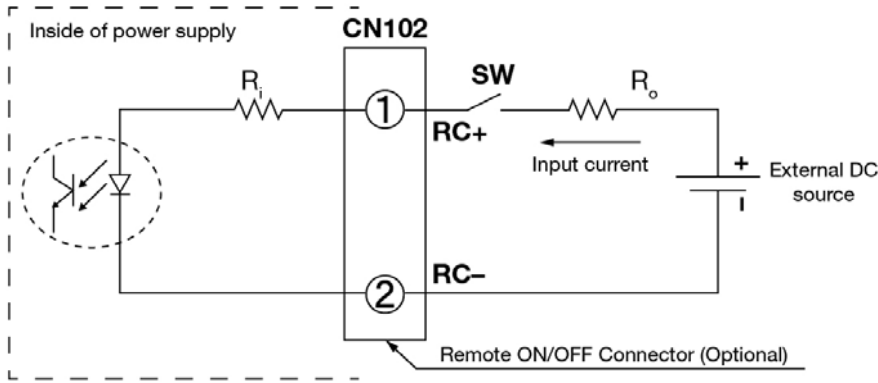 Inside of power supply
CN102
Ri
1
SW
Ro
RC+
Input current
+
External DC
source
2
RC–
Remote ON/OFF Connector (Optional)